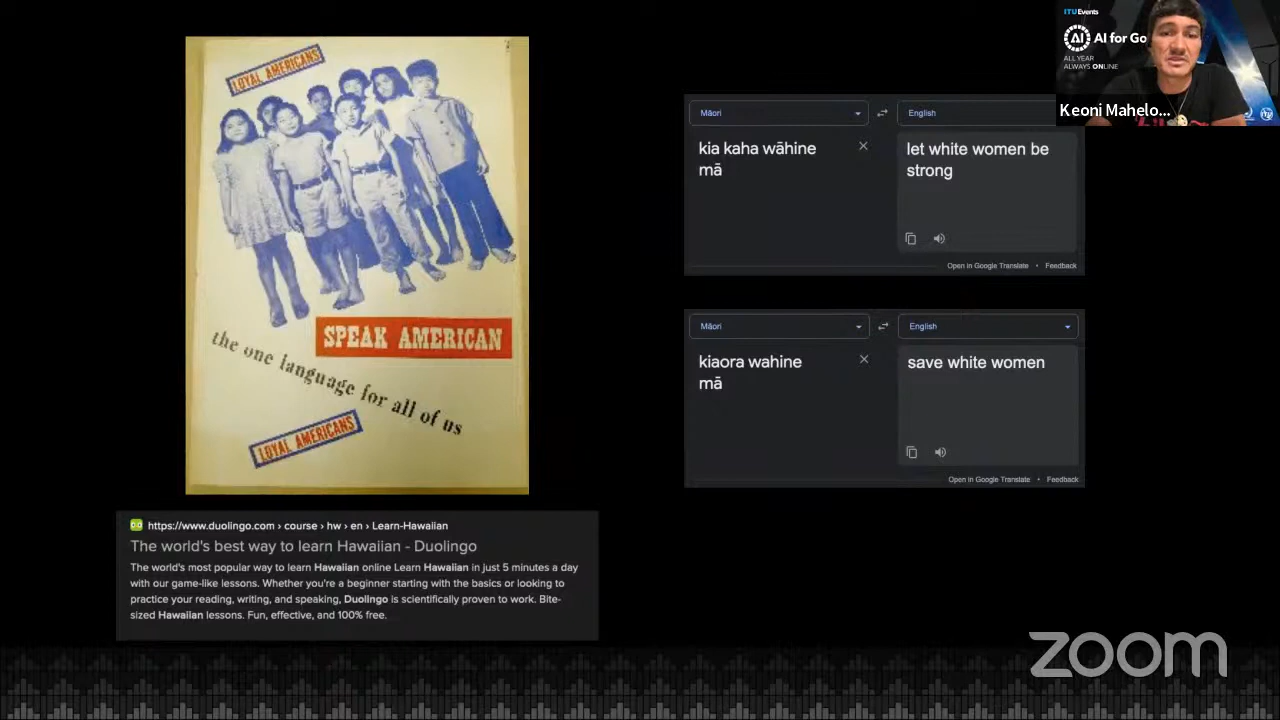 LOYAL AMERICANS
SPEAK AMERICAN
the one language for all of us
LOYAL AMERICANS
https://www.duolingo.com › course › hw › en › Learn-Hawaiian
The world's best way to learn Hawaiian - Duolingo
The world's most popular way to learn Hawaiian online Learn Hawaiian in just 5 minutes a day
with our game-like lessons. Whether you're a beginner starting with the basics or looking to
practice your reading, writing, and speaking, Duolingo is scientifically proven to work. Bite-
sized Hawaiian lessons. Fun, effective, and 100% free.
Māori
English
kia kaha wāhine
mā
let white women be
strong
Open in Google Translate • Feedback
Māori
English
kiaora wahine
mā
save white women
Open in Google Translate • Feedback
ITUEvents
AI
AI for Go
ALL YEAR
ALWAYS ONLINE
Keoni Mahelo...
zoom